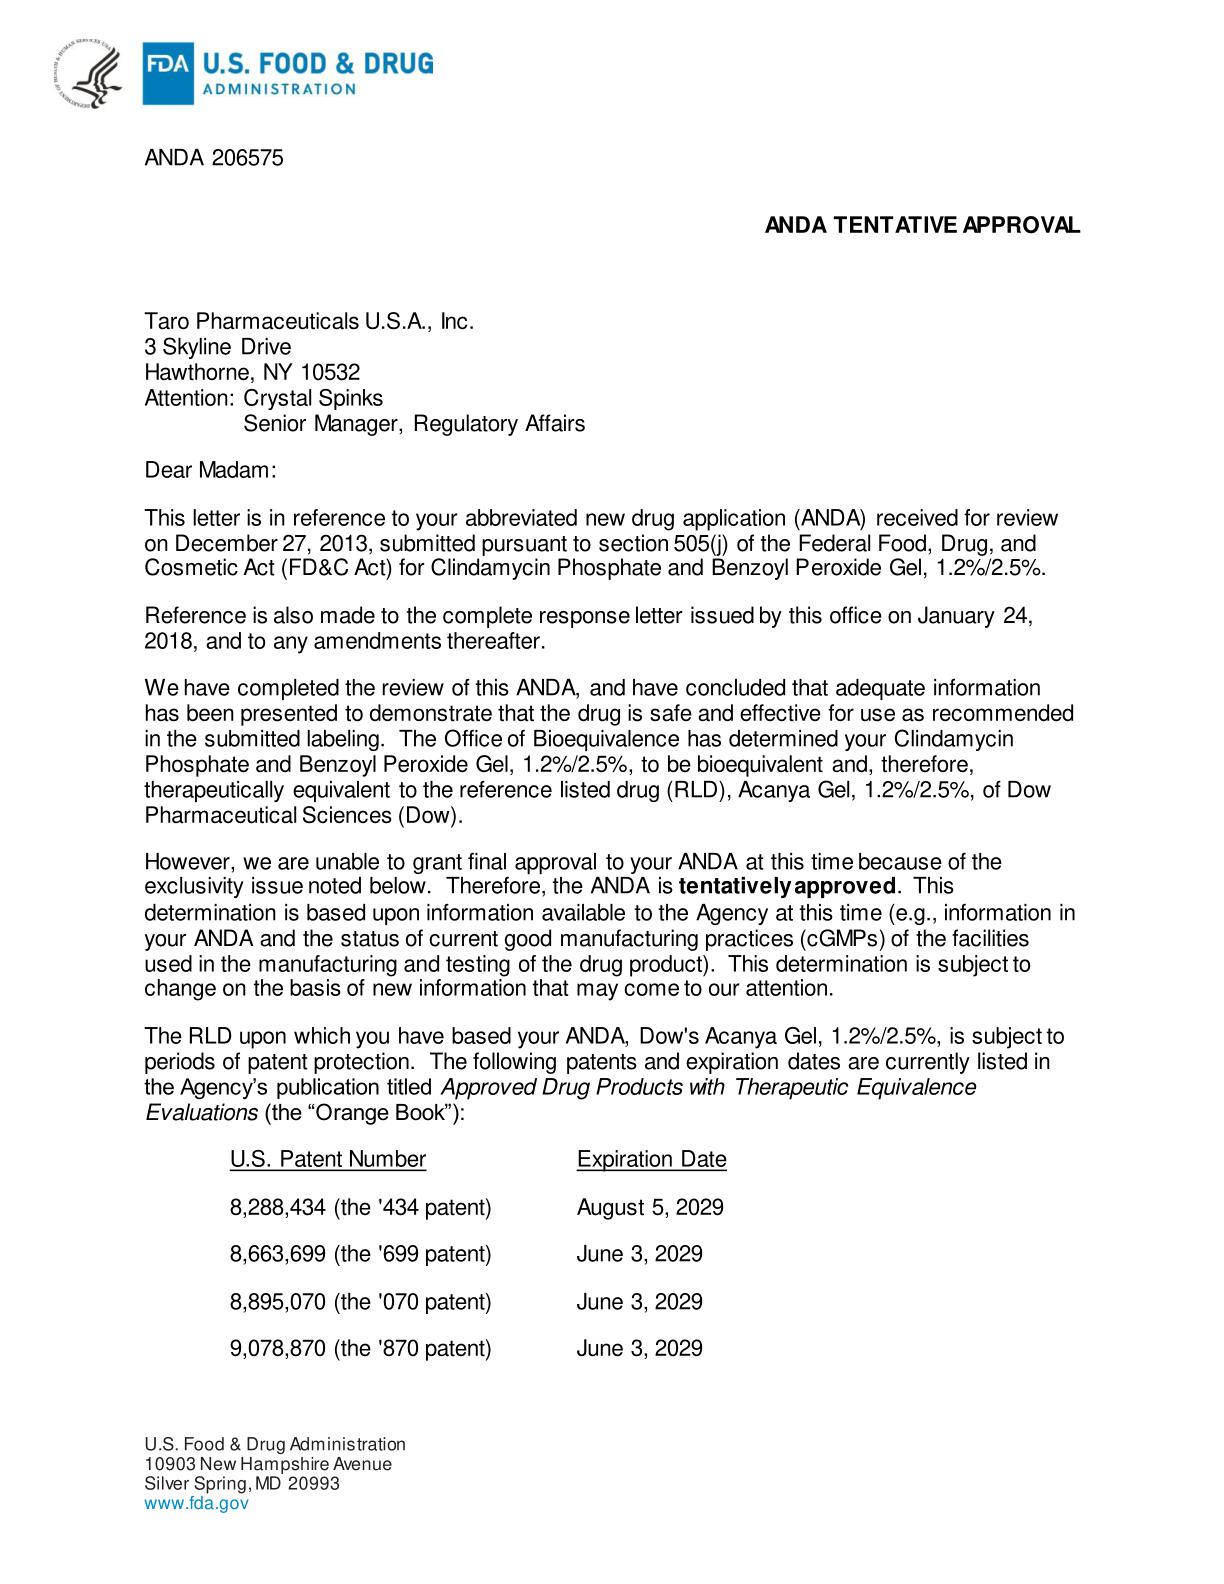 FDA U.S. FOOD & DRUG
ADMINISTRATION
ANDA 206575
ANDA TENTATIVE APPROVAL
Taro Pharmaceuticals U.S.A., Inc.
3 Skyline Drive
Hawthorne, NY 10532
Attention: Crystal Spinks
Senior Manager, Regulatory Affairs
Dear Madam:
This letter is in reference to your abbreviated new drug application (ANDA) received for review
on December 27, 2013, submitted pursuant to section 505(j) of the Federal Food, Drug, and
Cosmetic Act (FD&C Act) for Clindamycin Phosphate and Benzoyl Peroxide Gel, 1.2%/2.5%.
Reference is also made to the complete response letter issued by this office on January 24,
2018, and to any amendments thereafter.
We have completed the review of this ANDA, and have concluded that adequate information
has been presented to demonstrate that the drug is safe and effective for use as recommended
in the submitted labeling. The Office of Bioequivalence has determined your Clindamycin
Phosphate and Benzoyl Peroxide Gel, 1.2%/2.5%, to be bioequivalent and, therefore,
therapeutically equivalent to the reference listed drug (RLD), Acanya Gel, 1.2%/2.5%, of Dow
Pharmaceutical Sciences (Dow).
However, we are unable to grant final approval to your ANDA at this time because of the
exclusivity issue noted below. Therefore, the ANDA is tentatively approved. This
determination is based upon information available to the Agency at this time (e.g., information in
your ANDA and the status of current good manufacturing practices (cGMPs) of the facilities
used in the manufacturing and testing of the drug product). This determination is subject to
change on the basis of new information that may come to our attention.
The RLD upon which you have based your ANDA, Dow's Acanya Gel, 1.2%/2.5%, is subject to
periods of patent protection. The following patents and expiration dates are currently listed in
the Agency’s publication titled Approved Drug Products with Therapeutic Equivalence
Evaluations (the “Orange Book”):
U.S. Patent Number Expiration Date
8,288,434 (the '434 patent) August 5, 2029
8,663,699 (the '699 patent) June 3, 2029
8,895,070 (the '070 patent) June 3, 2029
9,078,870 (the '870 patent) June 3, 2029
U.S. Food & Drug Administration
10903 New Hampshire Avenue
Silver Spring, MD 20993
www.fda.gov